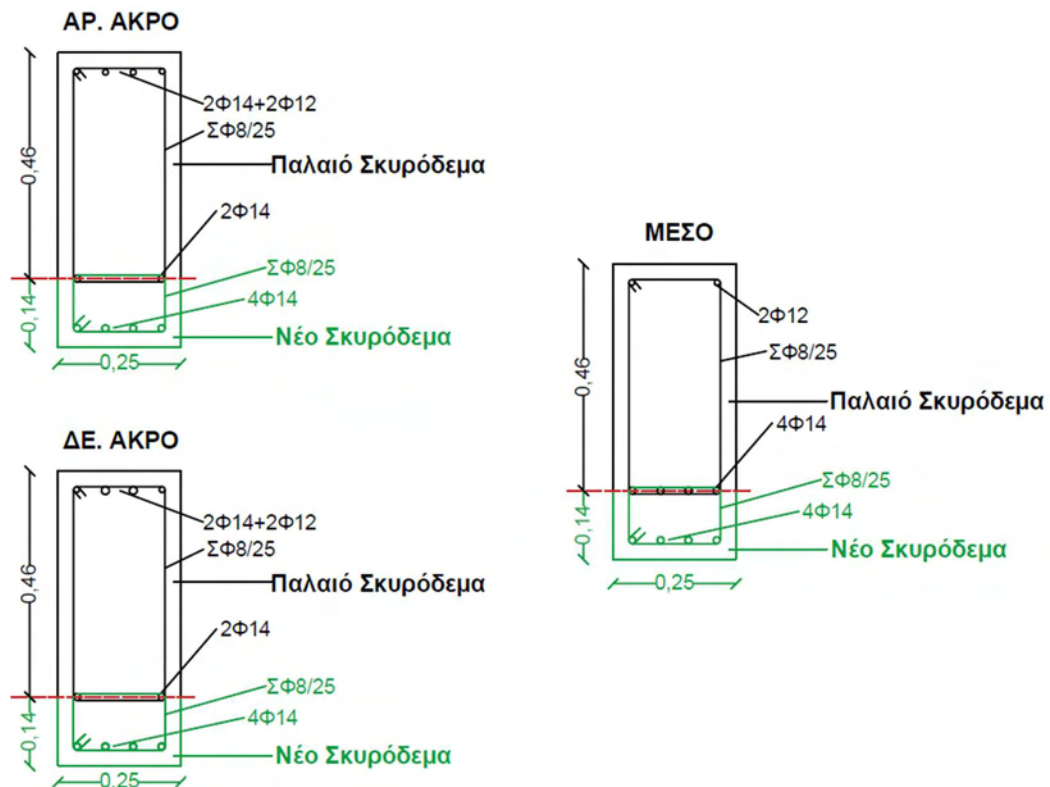 ΑΡ. ΑΚΡΟ
0,46
2Φ14+2Φ12
ΣΦ8/25
Παλαιό Σκυρόδεμα
2Φ14
ΣΦ8/25
4Φ14
0,14
Νέο Σκυρόδεμα
0,25
ΔΕ. ΑΚΡΟ
0,46
2Φ14+2Φ12
ΣΦ8/25
Παλαιό Σκυρόδεμα
2Φ14
ΣΦ8/25
4Φ14
0,14
Νέο Σκυρόδεμα
0,25
ΜΕΣΟ
2Φ12
ΣΦ8/25
0,46
Παλαιό Σκυρόδεμα
4Φ14
ΣΦ8/25
4Φ14
0,14
Νέο Σκυρόδεμα
0,25